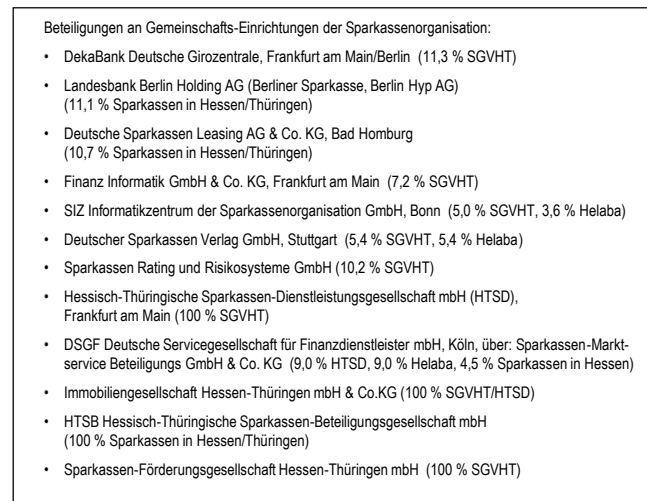 Beteiligungen an Gemeinschafts-Einrichtungen der Sparkassenorganisation:
• DekaBank Deutsche Girozentrale, Frankfurt am Main/Berlin (11,3 % SGVHT)
• Landesbank Berlin Holding AG (Berliner Sparkasse, Berlin Hyp AG)
(11,1 % Sparkassen in Hessen/Thüringen)
• Deutsche Sparkassen Leasing AG & Co. KG, Bad Homburg
(10,7 % Sparkassen in Hessen/Thüringen)
• Finanz Informatik GmbH & Co. KG, Frankfurt am Main (7,2 % SGVHT)
• SIZ Informatikzentrum der Sparkassenorganisation GmbH, Bonn (5,0 % SGVHT, 3,6 % Helaba)
• Deutscher Sparkassen Verlag GmbH, Stuttgart (5,4 % SGVHT, 5,4 % Helaba)
• Sparkassen Rating und Risikosysteme GmbH (10,2 % SGVHT)
• Hessisch-Thüringische Sparkassen-Dienstleistungsgesellschaft mbH (HTSD),
Frankfurt am Main (100 % SGVHT)
• DSGF Deutsche Servicegesellschaft für Finanzdienstleister mbH, Köln, über: Sparkassen-Markt-
service Beteiligungs GmbH & Co. KG (9,0 % HTSD, 9,0 % Helaba, 4,5 % Sparkassen in Hessen)
• Immobiliengesellschaft Hessen-Thüringen mbH & Co.KG (100 % SGVHT/HTSD)
• HTSB Hessisch-Thüringische Sparkassen-Beteiligungsgesellschaft mbH
(100 % Sparkassen in Hessen/Thüringen)
• Sparkassen-Förderungsgesellschaft Hessen-Thüringen mbH (100 % SGVHT)